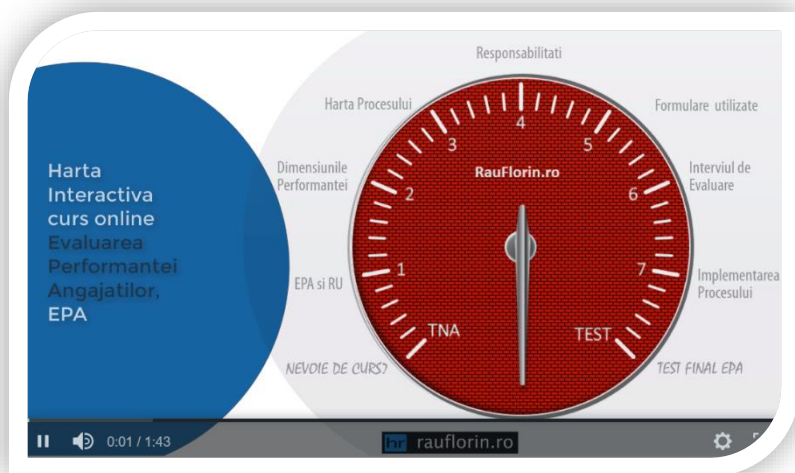 Harta
Interactiva
curs online
Evaluarea
Performantei
Angajatilor,
EPA
Responsabilitati
Harta Procesului
Formulare utilizate
Dimensiunile
Performantei
Interviul de
Evaluare
EPA si RU
Implementarea
Procesului
NEVOIE DE CURS?
TEST FINAL EPA
RauFlorin.ro
TNA
1
2
3
4
5
6
7
TEST
0:01 / 1:43
hr rauflorin.ro